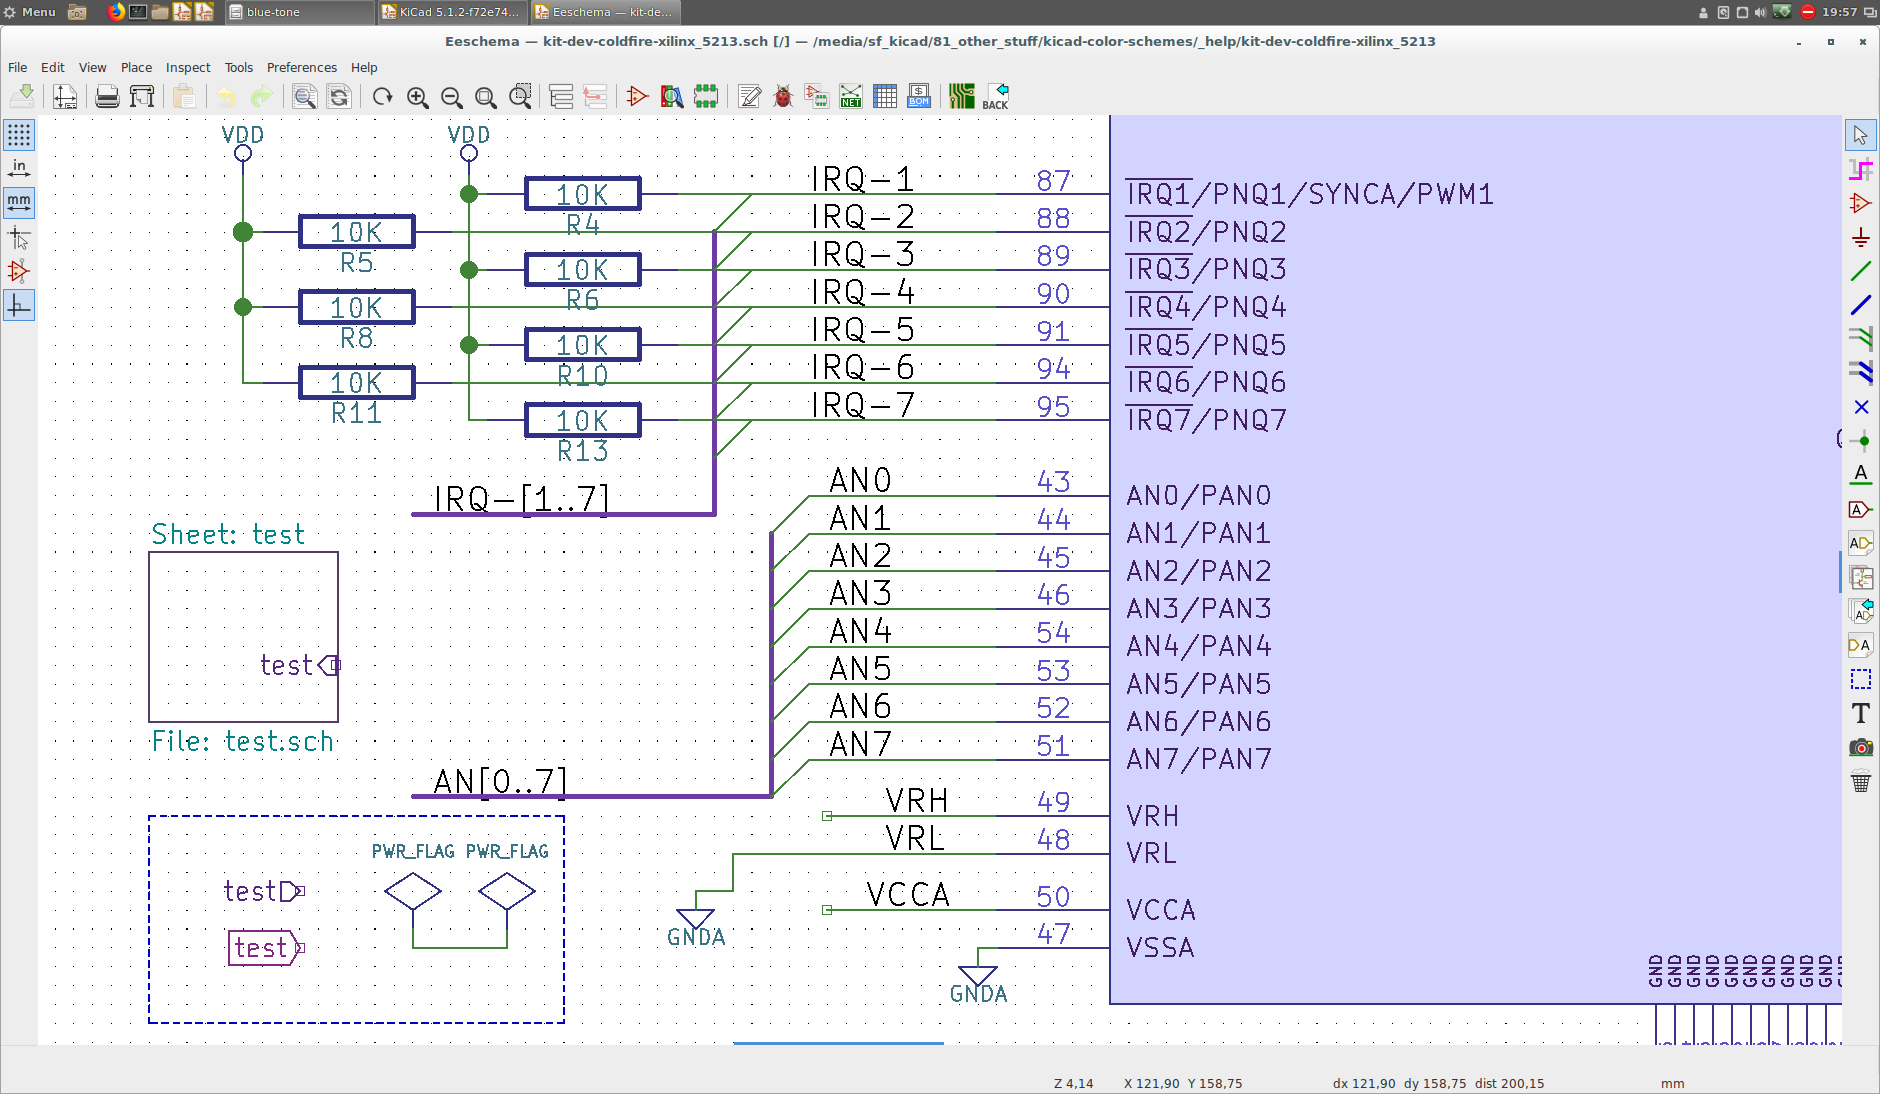 Menu
blue-tone
KiCad 5.1.2-f72e74...
Eeschema — kit-de...
19:57
Eeschema — kit-dev-coldfire-xilinx_5213.sch [/] — /media/sf_kicad/81_other_stuff/kicad-color-schemes/_help/kit-dev-coldfire-xilinx_5213
File Edit View Place Inspect Tools Preferences Help
NET
BOM
BACK
in
mm
VDD VDD
10K
R4
10K
R5
10K
R6
10K
R8
10K
R10
10K
R11
10K
R13
IRQ-1 87 IRQ1/PNQ1/SYNCA/PWM1
IRQ-2 88 IRQ2/PNQ2
IRQ-3 89 IRQ3/PNQ3
IRQ-4 90 IRQ4/PNQ4
IRQ-5 91 IRQ5/PNQ5
IRQ-6 94 IRQ6/PNQ6
IRQ-7 95 IRQ7/PNQ7
IRQ-[1..7]
AN0 43 AN0/PAN0
AN1 44 AN1/PAN1
AN2 45 AN2/PAN2
AN3 46 AN3/PAN3
AN4 54 AN4/PAN4
AN5 53 AN5/PAN5
AN6 52 AN6/PAN6
AN7 51 AN7/PAN7
Sheet: test
test
File: test.sch
AN[0..7]
VRH 49 VRH
VRL 48 VRL
VCCA 50 VCCA
47 VSSA
GNDA
GNDA
PWR_FLAG PWR_FLAG
test
test
GND GND GND GND GND GND GND GND GND GND
Z 4,14 X 121,90 Y 158,75 dx 121,90 dy 158,75 dist 200,15 mm